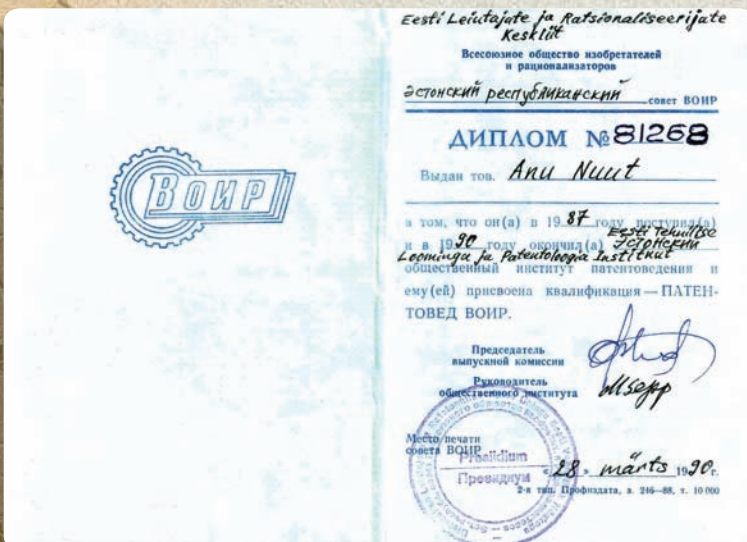 ВОИР
Eesti Leiutajate ja Ratsionaliseerijate
Keskliit
Всесоюзное общество изобретателей
и рационализаторов
Эстонский республиканский совет ВОИР
ДИПЛОМ № 81268
Выдан тов. Anu Nuut
в том, что он(а) в 1987 году поступил(а)
Eesti Tehnilise
и в 1990 году окончил(а) Эстонский
Loomingu ja Patentoloogia Instituut
общественный институт патентоведения и
ему(ей) присвоена квалификация — ПАТЕН-
ТОВЕД ВОИР.
Председатель
выпускной комиссии
Руководитель
общественного института
Место печати
совета ВОИР
Presiidium
Президиум
«28» märts 1990г.
2-я тип. Профиздата, з. 216—88, т. 10 000